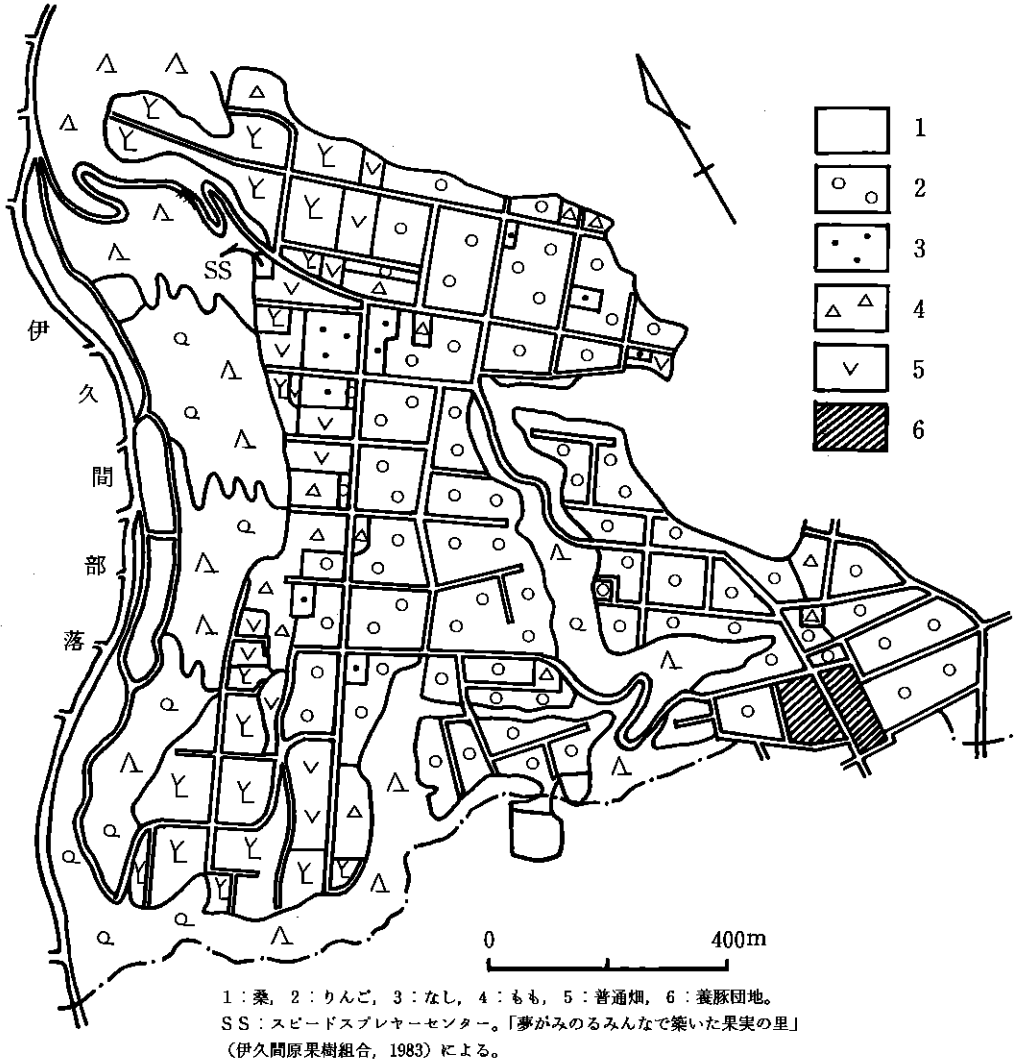 1
2
3
4
5
6
SS
伊久間部落
0 400m
1：桑，2：りんご，3：なし，4：もも，5：普通畑，6：養豚団地。
SS：スピードスプレヤーセンター。「夢がみのるみんなで築いた果実の里」
（伊久間原果樹組合，1983）による。